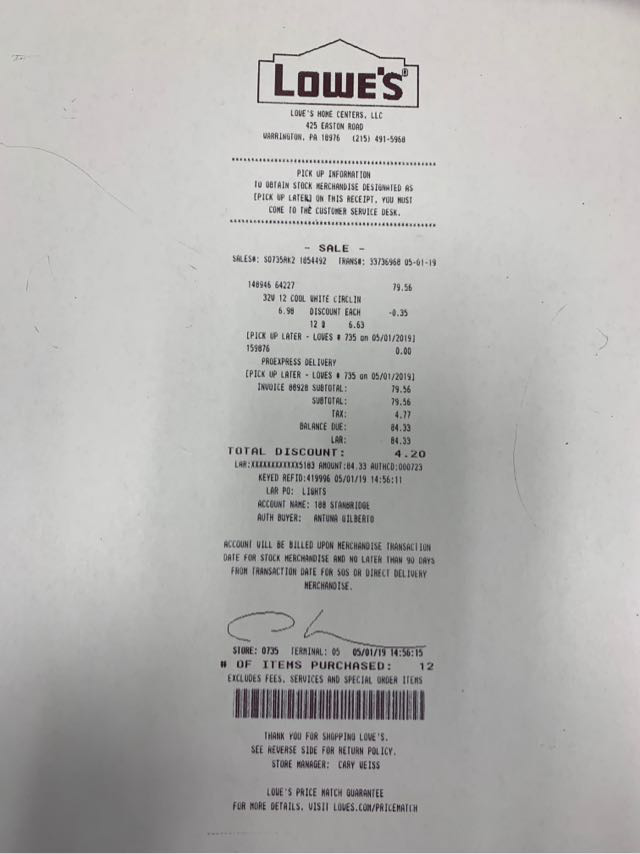 LOWE'S®
LOWE'S HOME CENTERS, LLC
425 EASTON ROAD
WARRINGTON, PA 18976 (215) 491-5968
PICK UP INFORMATION
TO OBTAIN STOCK MERCHANDISE DESIGNATED AS
[PICK UP LATER] ON THIS RECEIPT, YOU MUST
COME TO THE CUSTOMER SERVICE DESK.
- SALE -
SALES#: S0735AK2 1854492 TRANS#: 33736968 05-01-19
148946 64227 79.56
32W 12 COOL WHITE CIRCLIN
6.98 DISCOUNT EACH -0.35
12 @ 6.63
[PICK UP LATER - LOWES # 735 on 05/01/2019]
159876 0.00
PROEXPRESS DELIVERY
[PICK UP LATER - LOWES # 735 on 05/01/2019]
INVOICE 88928 SUBTOTAL: 79.56
SUBTOTAL: 79.56
TAX: 4.77
BALANCE DUE: 84.33
LAR: 84.33
TOTAL DISCOUNT: 4.20
LAR:XXXXXXXXXXXX5183 AMOUNT:84.33 AUTHCD:000723
KEYED REFID:419996 05/01/19 14:56:11
LAR PO: LIGHTS
ACCOUNT NAME: 188 STANBRIDGE
AUTH BUYER: ANTUNA GILBERTO
ACCOUNT WILL BE BILLED UPON MERCHANDISE TRANSACTION
DATE FOR STOCK MERCHANDISE AND NO LATER THAN 90 DAYS
FROM TRANSACTION DATE FOR SOS OR DIRECT DELIVERY
MERCHANDISE.
STORE: 0735 TERMINAL: 05 05/01/19 14:56:15
# OF ITEMS PURCHASED: 12
EXCLUDES FEES, SERVICES AND SPECIAL ORDER ITEMS
THANK YOU FOR SHOPPING LOWE'S.
SEE REVERSE SIDE FOR RETURN POLICY.
STORE MANAGER: CARY WEISS
LOWE'S PRICE MATCH GUARANTEE
FOR MORE DETAILS, VISIT LOWES.COM/PRICEMATCH